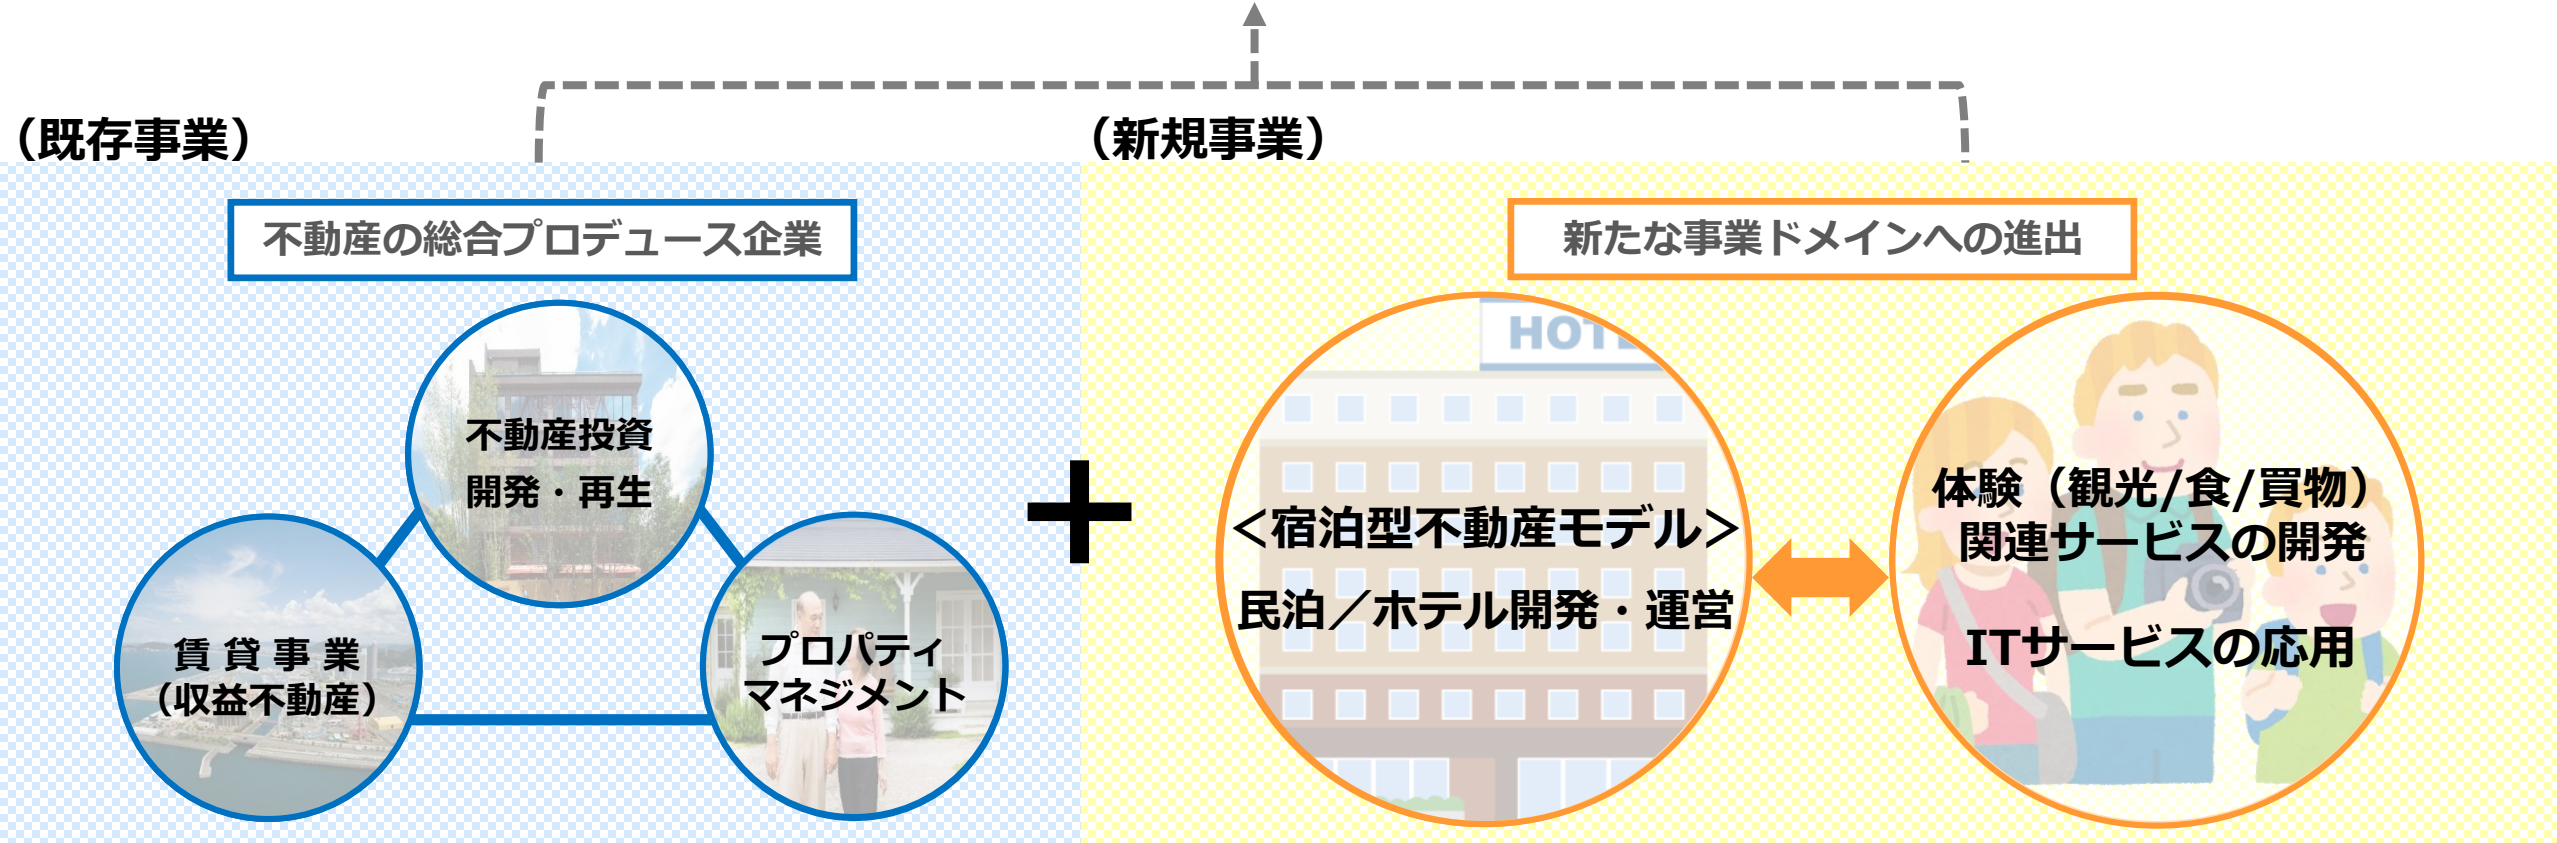 （既存事業）
（新規事業）
不動産の総合プロデュース企業
不動産投資
開発・再生
賃貸事業
（収益不動産）
プロパティ
マネジメント
＋
新たな事業ドメインへの進出
HOTE
＜宿泊型不動産モデル＞
民泊／ホテル開発・運営
体験（観光/食/買物）
関連サービスの開発
ITサービスの応用